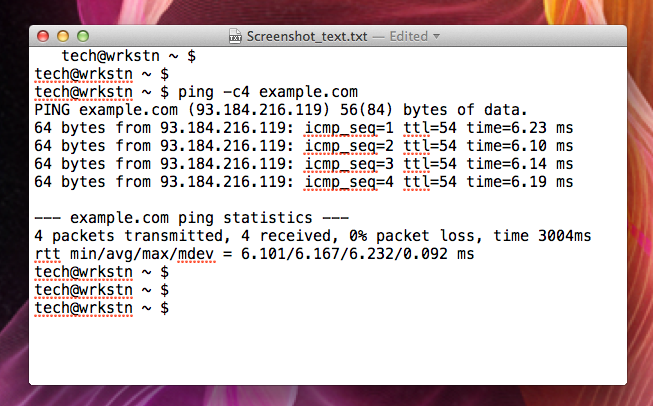 Screenshot_text.txt — Edited
tech@wrkstn ~ $
tech@wrkstn ~ $
tech@wrkstn ~ $ ping -c4 example.com
PING example.com (93.184.216.119) 56(84) bytes of data.
64 bytes from 93.184.216.119: icmp_seq=1 ttl=54 time=6.23 ms
64 bytes from 93.184.216.119: icmp_seq=2 ttl=54 time=6.10 ms
64 bytes from 93.184.216.119: icmp_seq=3 ttl=54 time=6.14 ms
64 bytes from 93.184.216.119: icmp_seq=4 ttl=54 time=6.19 ms

--- example.com ping statistics ---
4 packets transmitted, 4 received, 0% packet loss, time 3004ms
rtt min/avg/max/mdev = 6.101/6.167/6.232/0.092 ms
tech@wrkstn ~ $
tech@wrkstn ~ $
tech@wrkstn ~ $